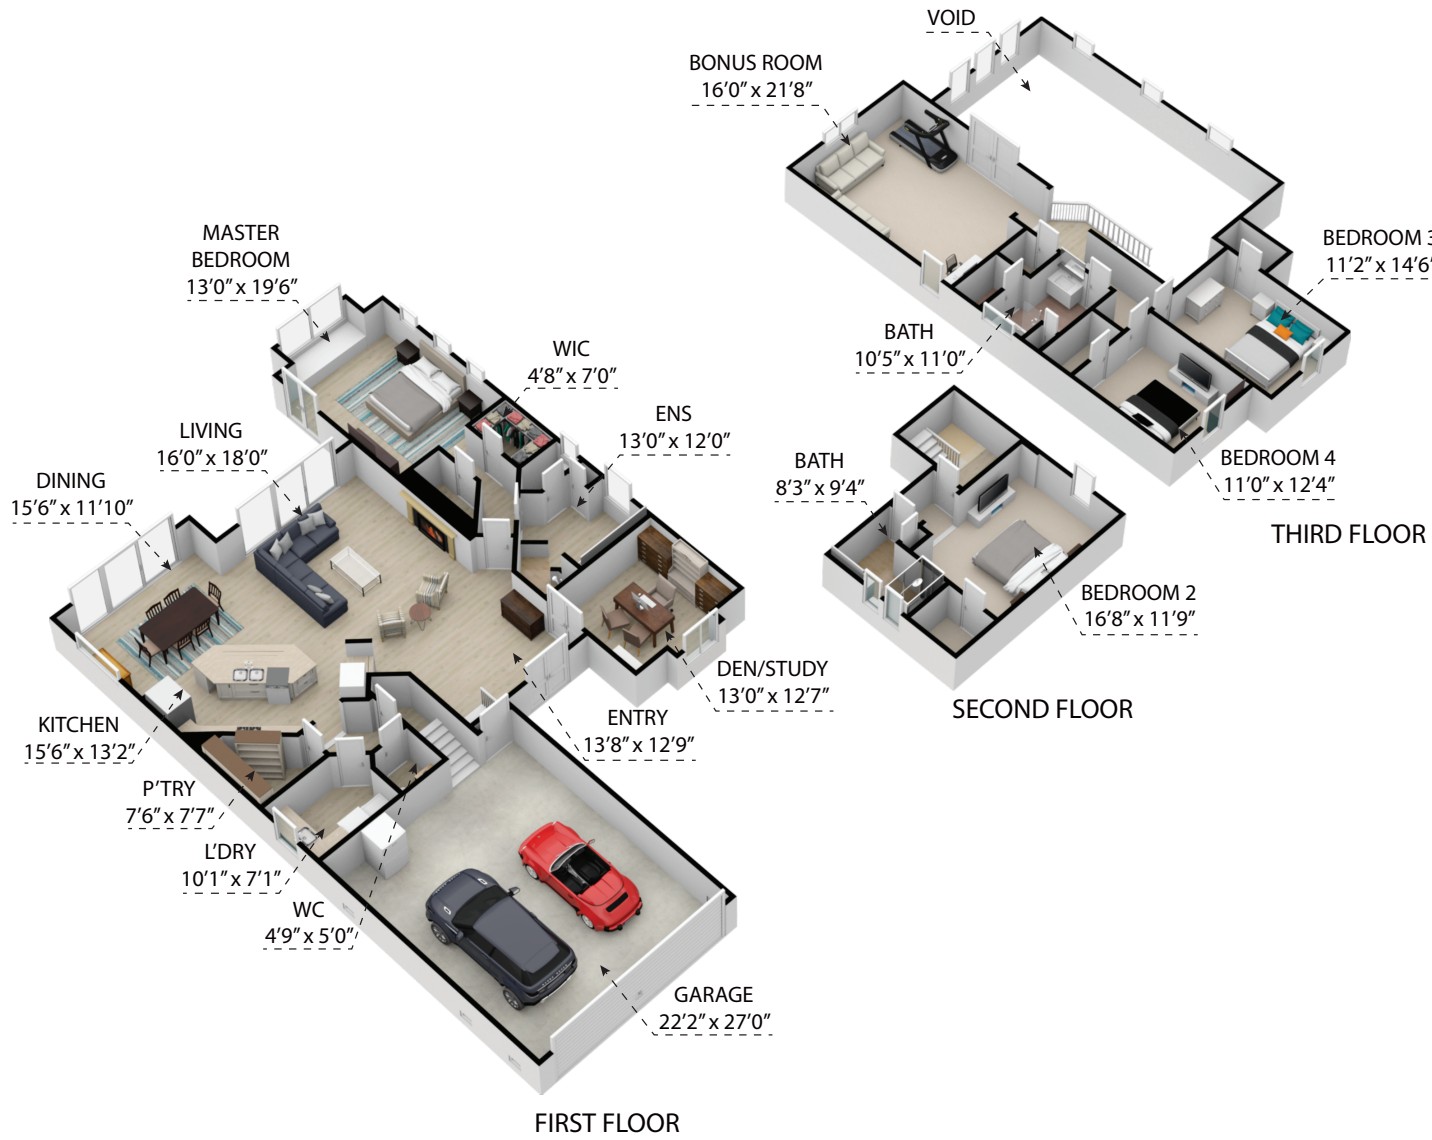 VOID
BONUS ROOM
16'0" x 21'8"
BEDROOM 3
11'2" x 14'6"
BATH
10'5" x 11'0"
BEDROOM 4
11'0" x 12'4"
THIRD FLOOR
MASTER
BEDROOM
13'0" x 19'6"
WIC
4'8" x 7'0"
LIVING
16'0" x 18'0"
ENS
13'0" x 12'0"
DINING
15'6" x 11'10"
BATH
8'3" x 9'4"
BEDROOM 2
16'8" x 11'9"
SECOND FLOOR
DEN/STUDY
13'0" x 12'7"
KITCHEN
15'6" x 13'2"
ENTRY
13'8" x 12'9"
P'TRY
7'6" x 7'7"
L'DRY
10'1" x 7'1"
WC
4'9" x 5'0"
GARAGE
22'2" x 27'0"
FIRST FLOOR